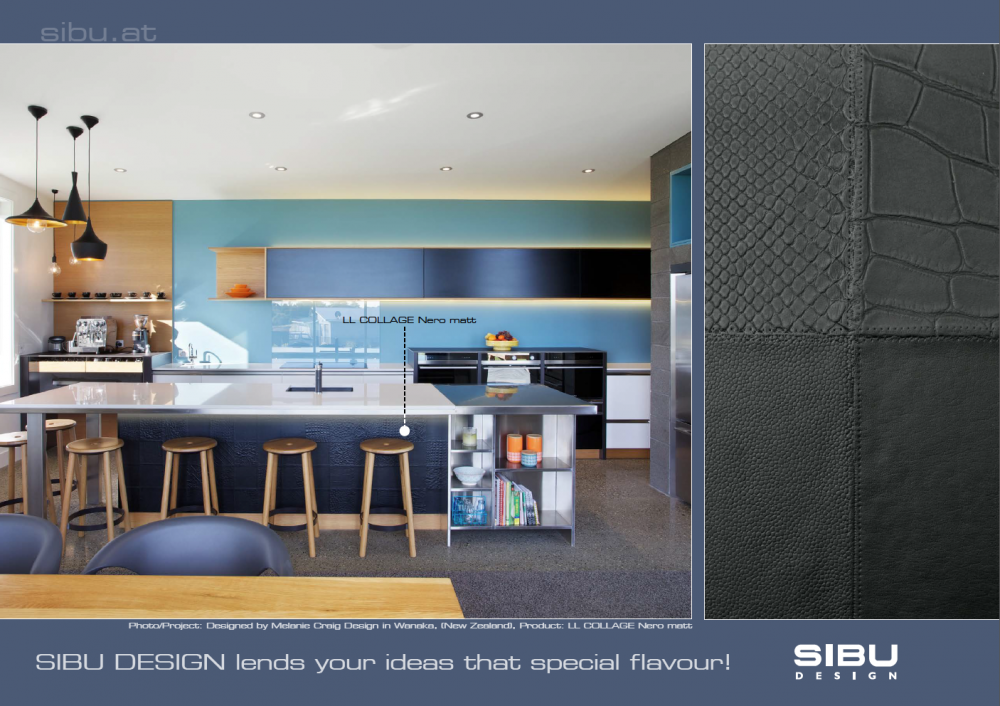 sibu.at
LL COLLAGE Nero matt
Photo/Project: Designed by Melanie Craig Design in Wanaka, (New Zealand), Product: LL COLLAGE Nero matt
SIBU DESIGN lends your ideas that special flavour!
SIBU
DESIGN